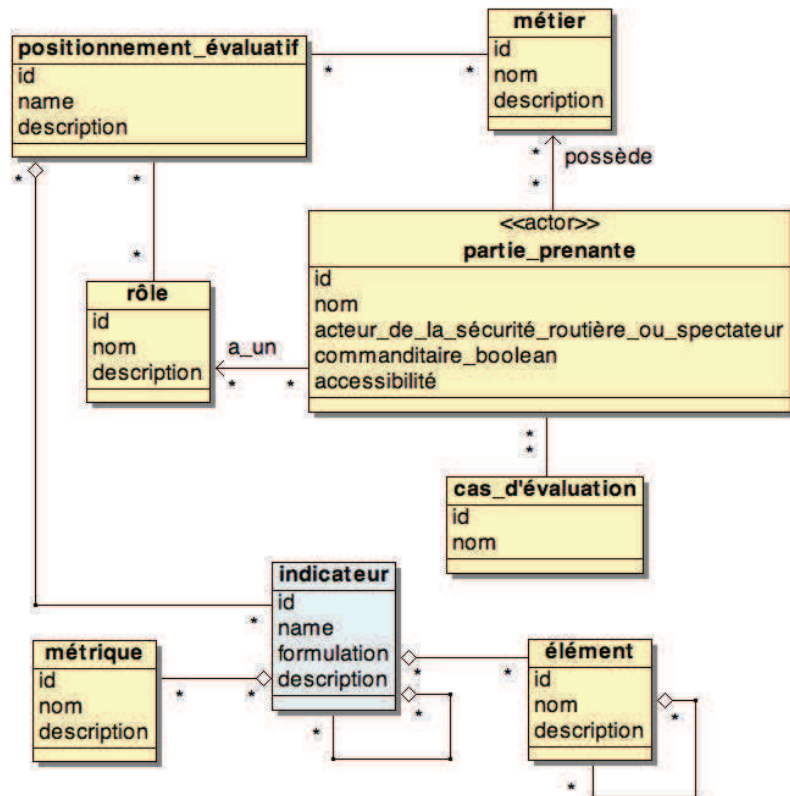 positionnement_évaluatif
id
name
description
*
*
*
*
métier
id
nom
description
*
possède
*
<<actor>>
partie_prenante
id
nom
acteur_de_la_sécurité_routière_ou_spectateur
commanditaire_boolean
accessibilité
*
rôle
id
nom
description
a_un
*
*
*
*
cas_d'évaluation
id
nom
indicateur
id
name
formulation
description
*
métrique
id
nom
description
*
*
*
*
*
*
élément
id
nom
description
*
*